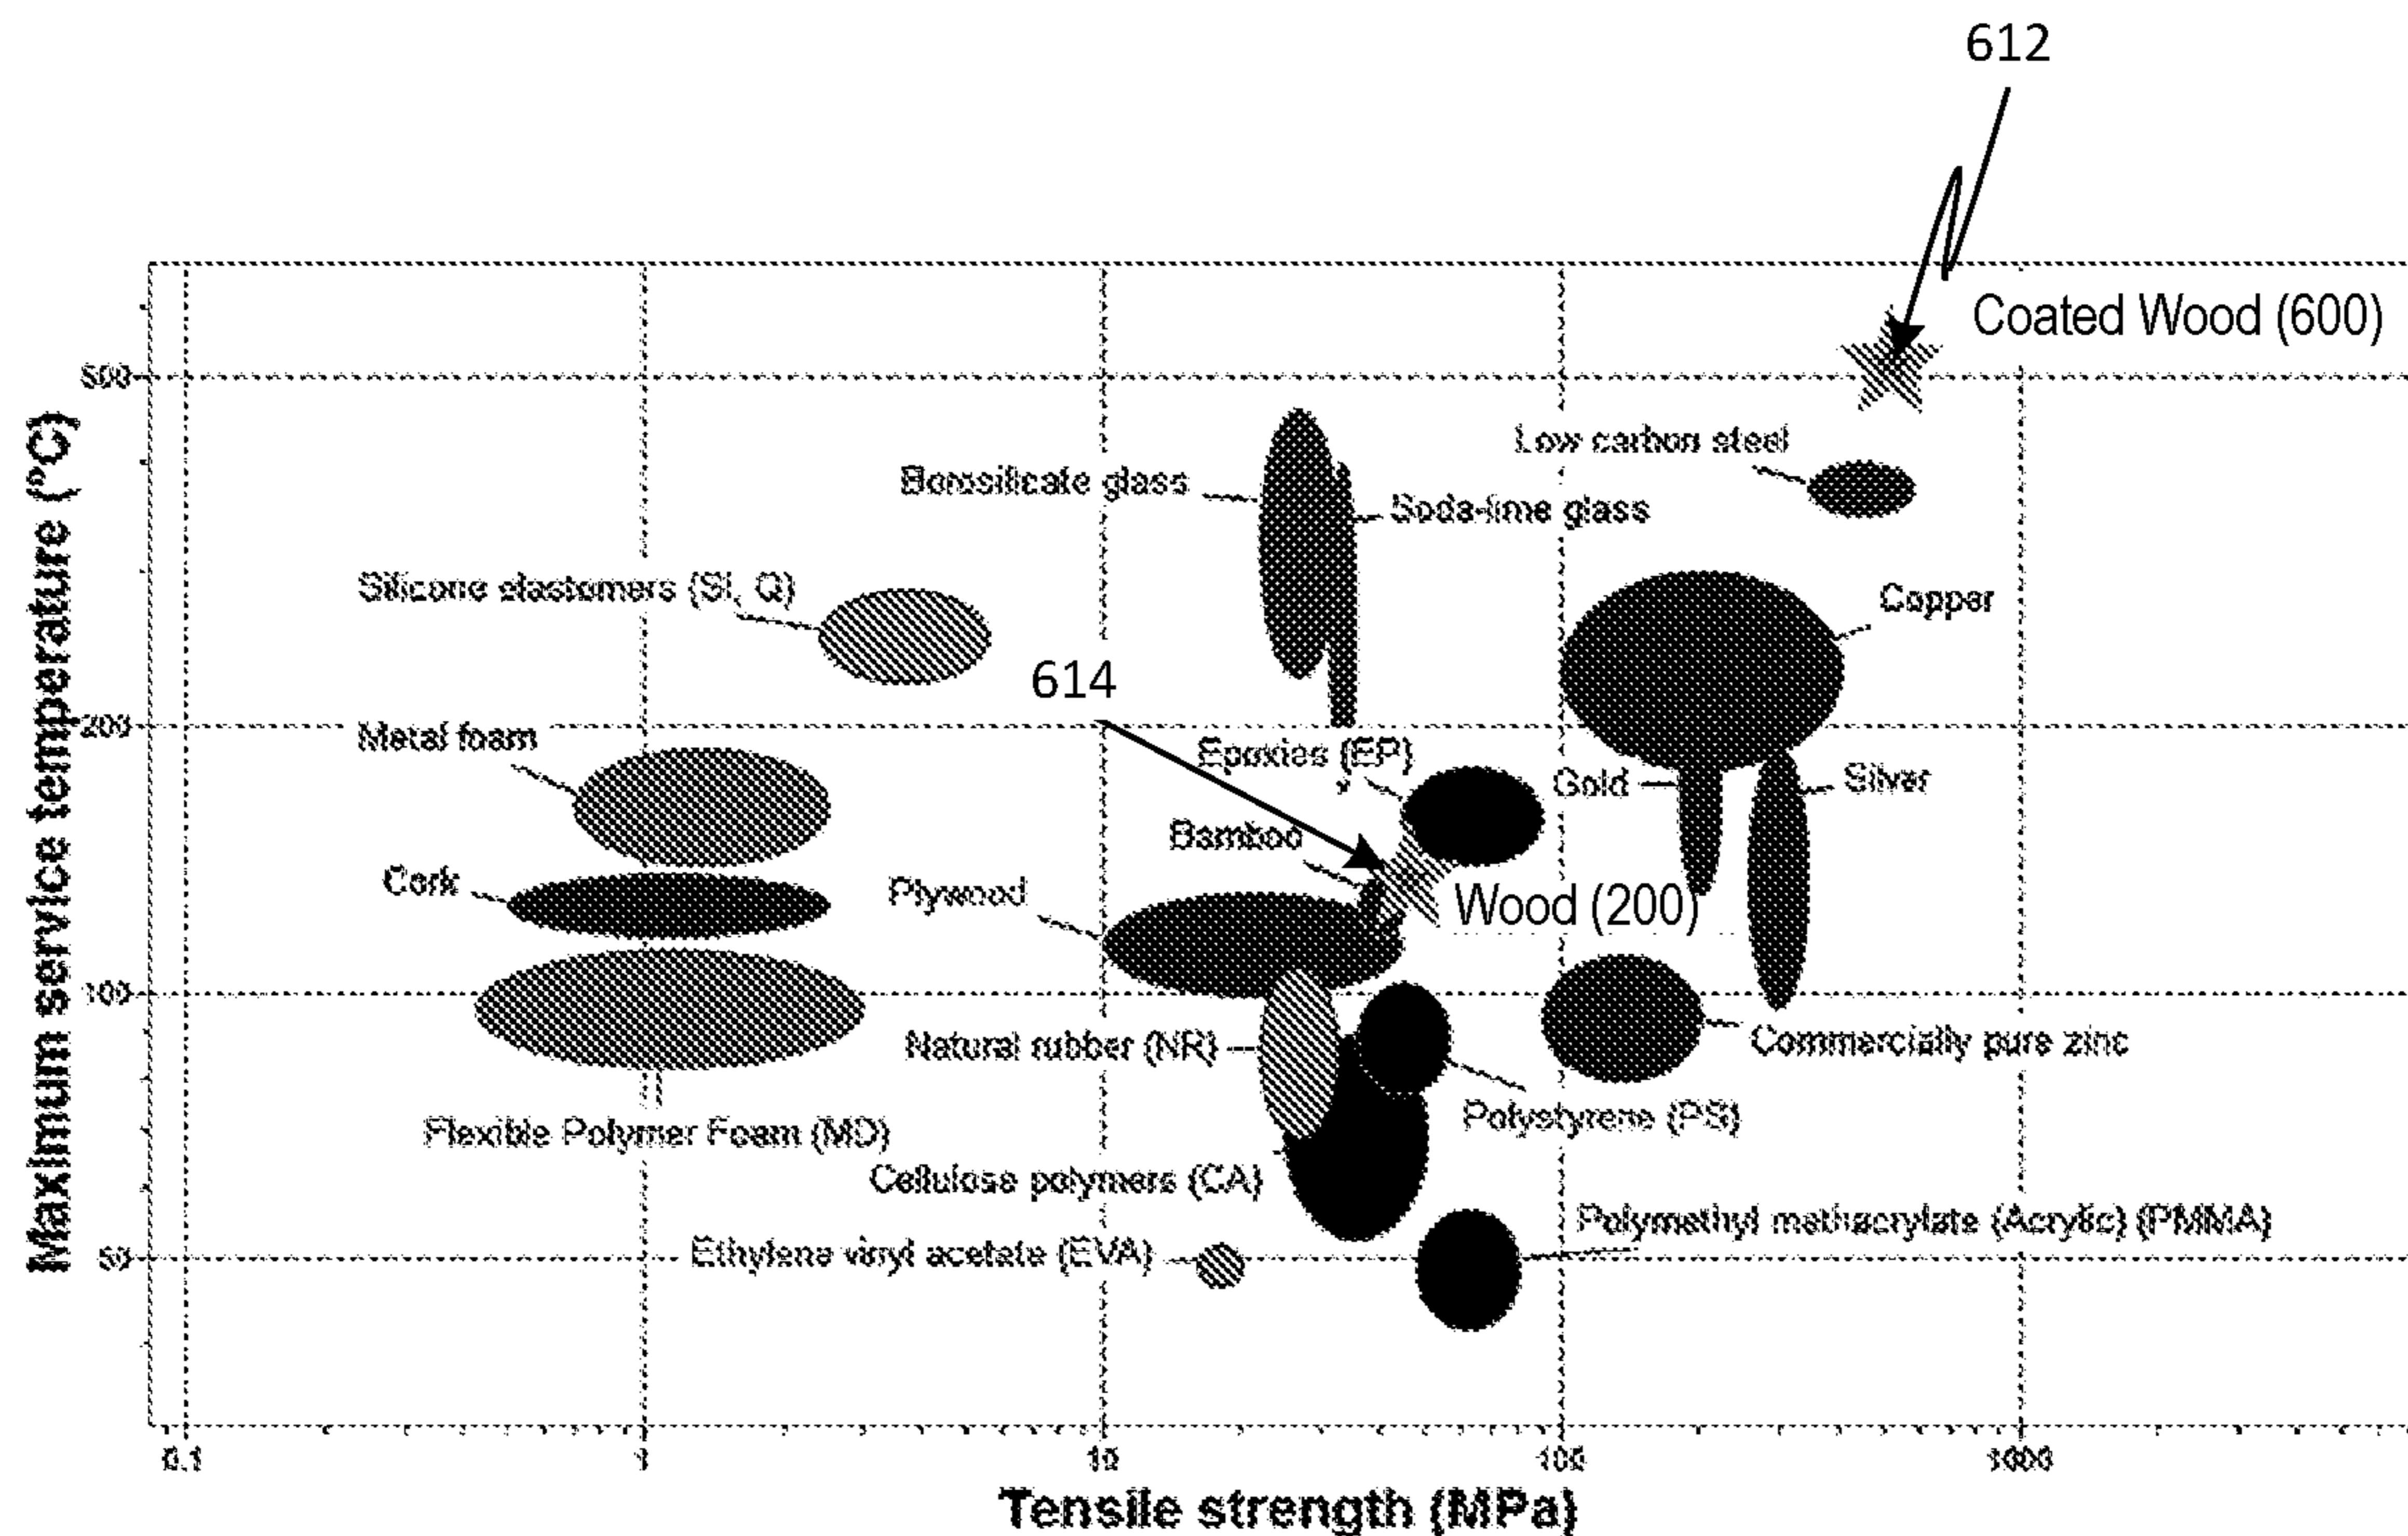 612
Coated Wood (600)
500
Low carbon steel
Borosilicate glass
Soda-lime glass
Silicone elastomers (SI, Q)
Copper
614
200
Metal foam
Epoxies (EP)
Gold
Silver
Bamboo
Cork
Plywood
Wood (200)
100
Natural rubber (NR)
Commercially pure zinc
Flexible Polymer Foam (MD)
Polystyrene (PS)
Cellulose polymers (CA)
Polymethyl methacrylate (Acrylic) (PMMA)
Ethylene vinyl acetate (EVA)
50
0.1
1
10
100
1000
Maximum service temperature (°C)
Tensile strength (MPa)